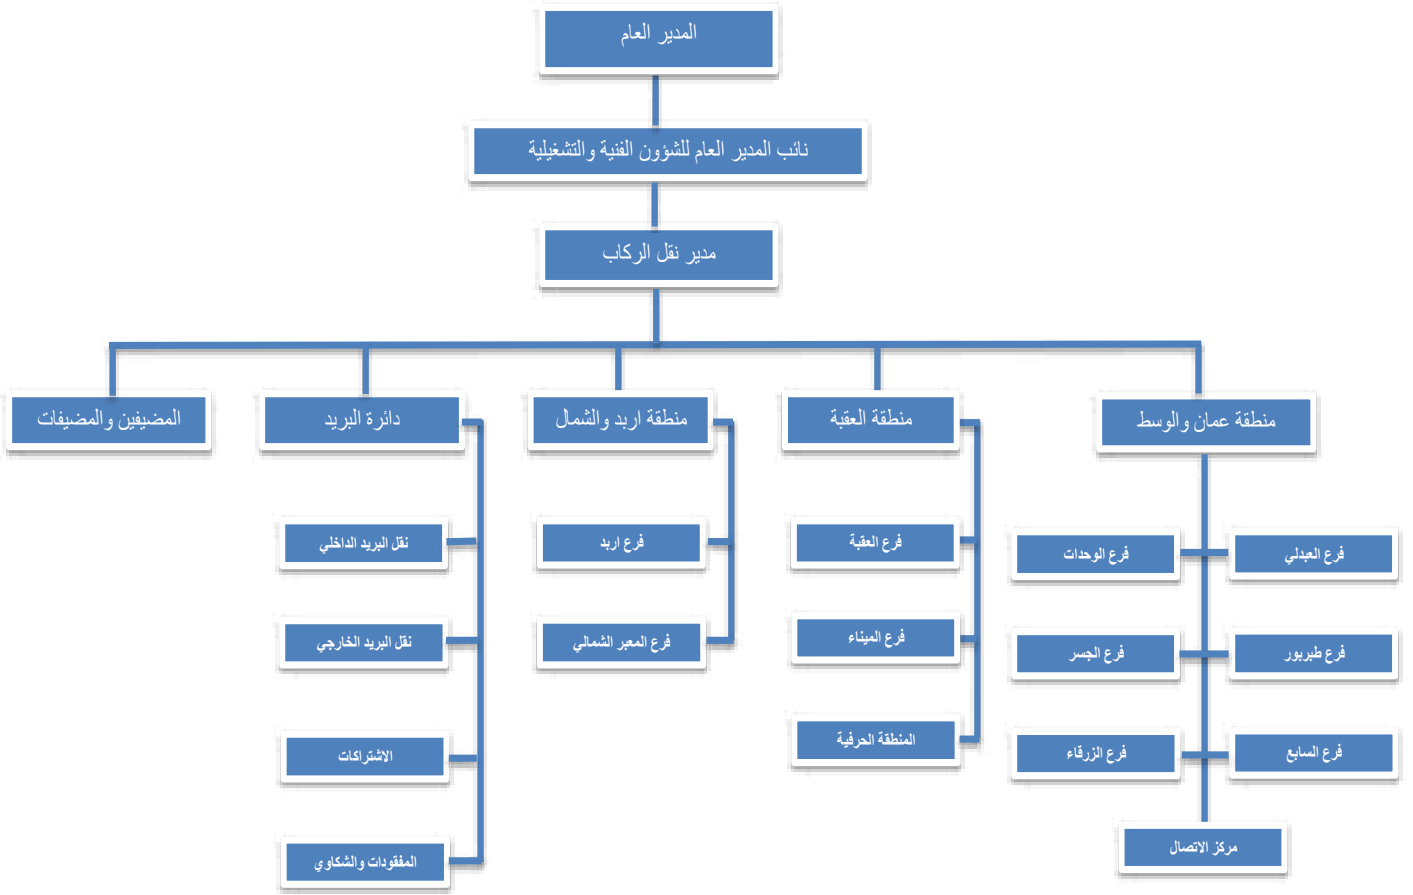 المدير العام
نائب المدير العام للشؤون الفنية والتشغيلية
مدير نقل الركاب
منطقة عمان والوسط
منطقة العقبة
منطقة اربد والشمال
دائرة البريد
المضيفين والمضيفات
فرع العبدلي
فرع الوحدات
فرع العقبة
فرع اربد
نقل البريد الداخلي
فرع طبربور
فرع الجسر
فرع الميناء
فرع المعبر الشمالي
نقل البريد الخارجي
فرع السابع
فرع الزرقاء
المنطقة الحرفية
الاشتراكات
مركز الاتصال
المفقودات والشكاوي